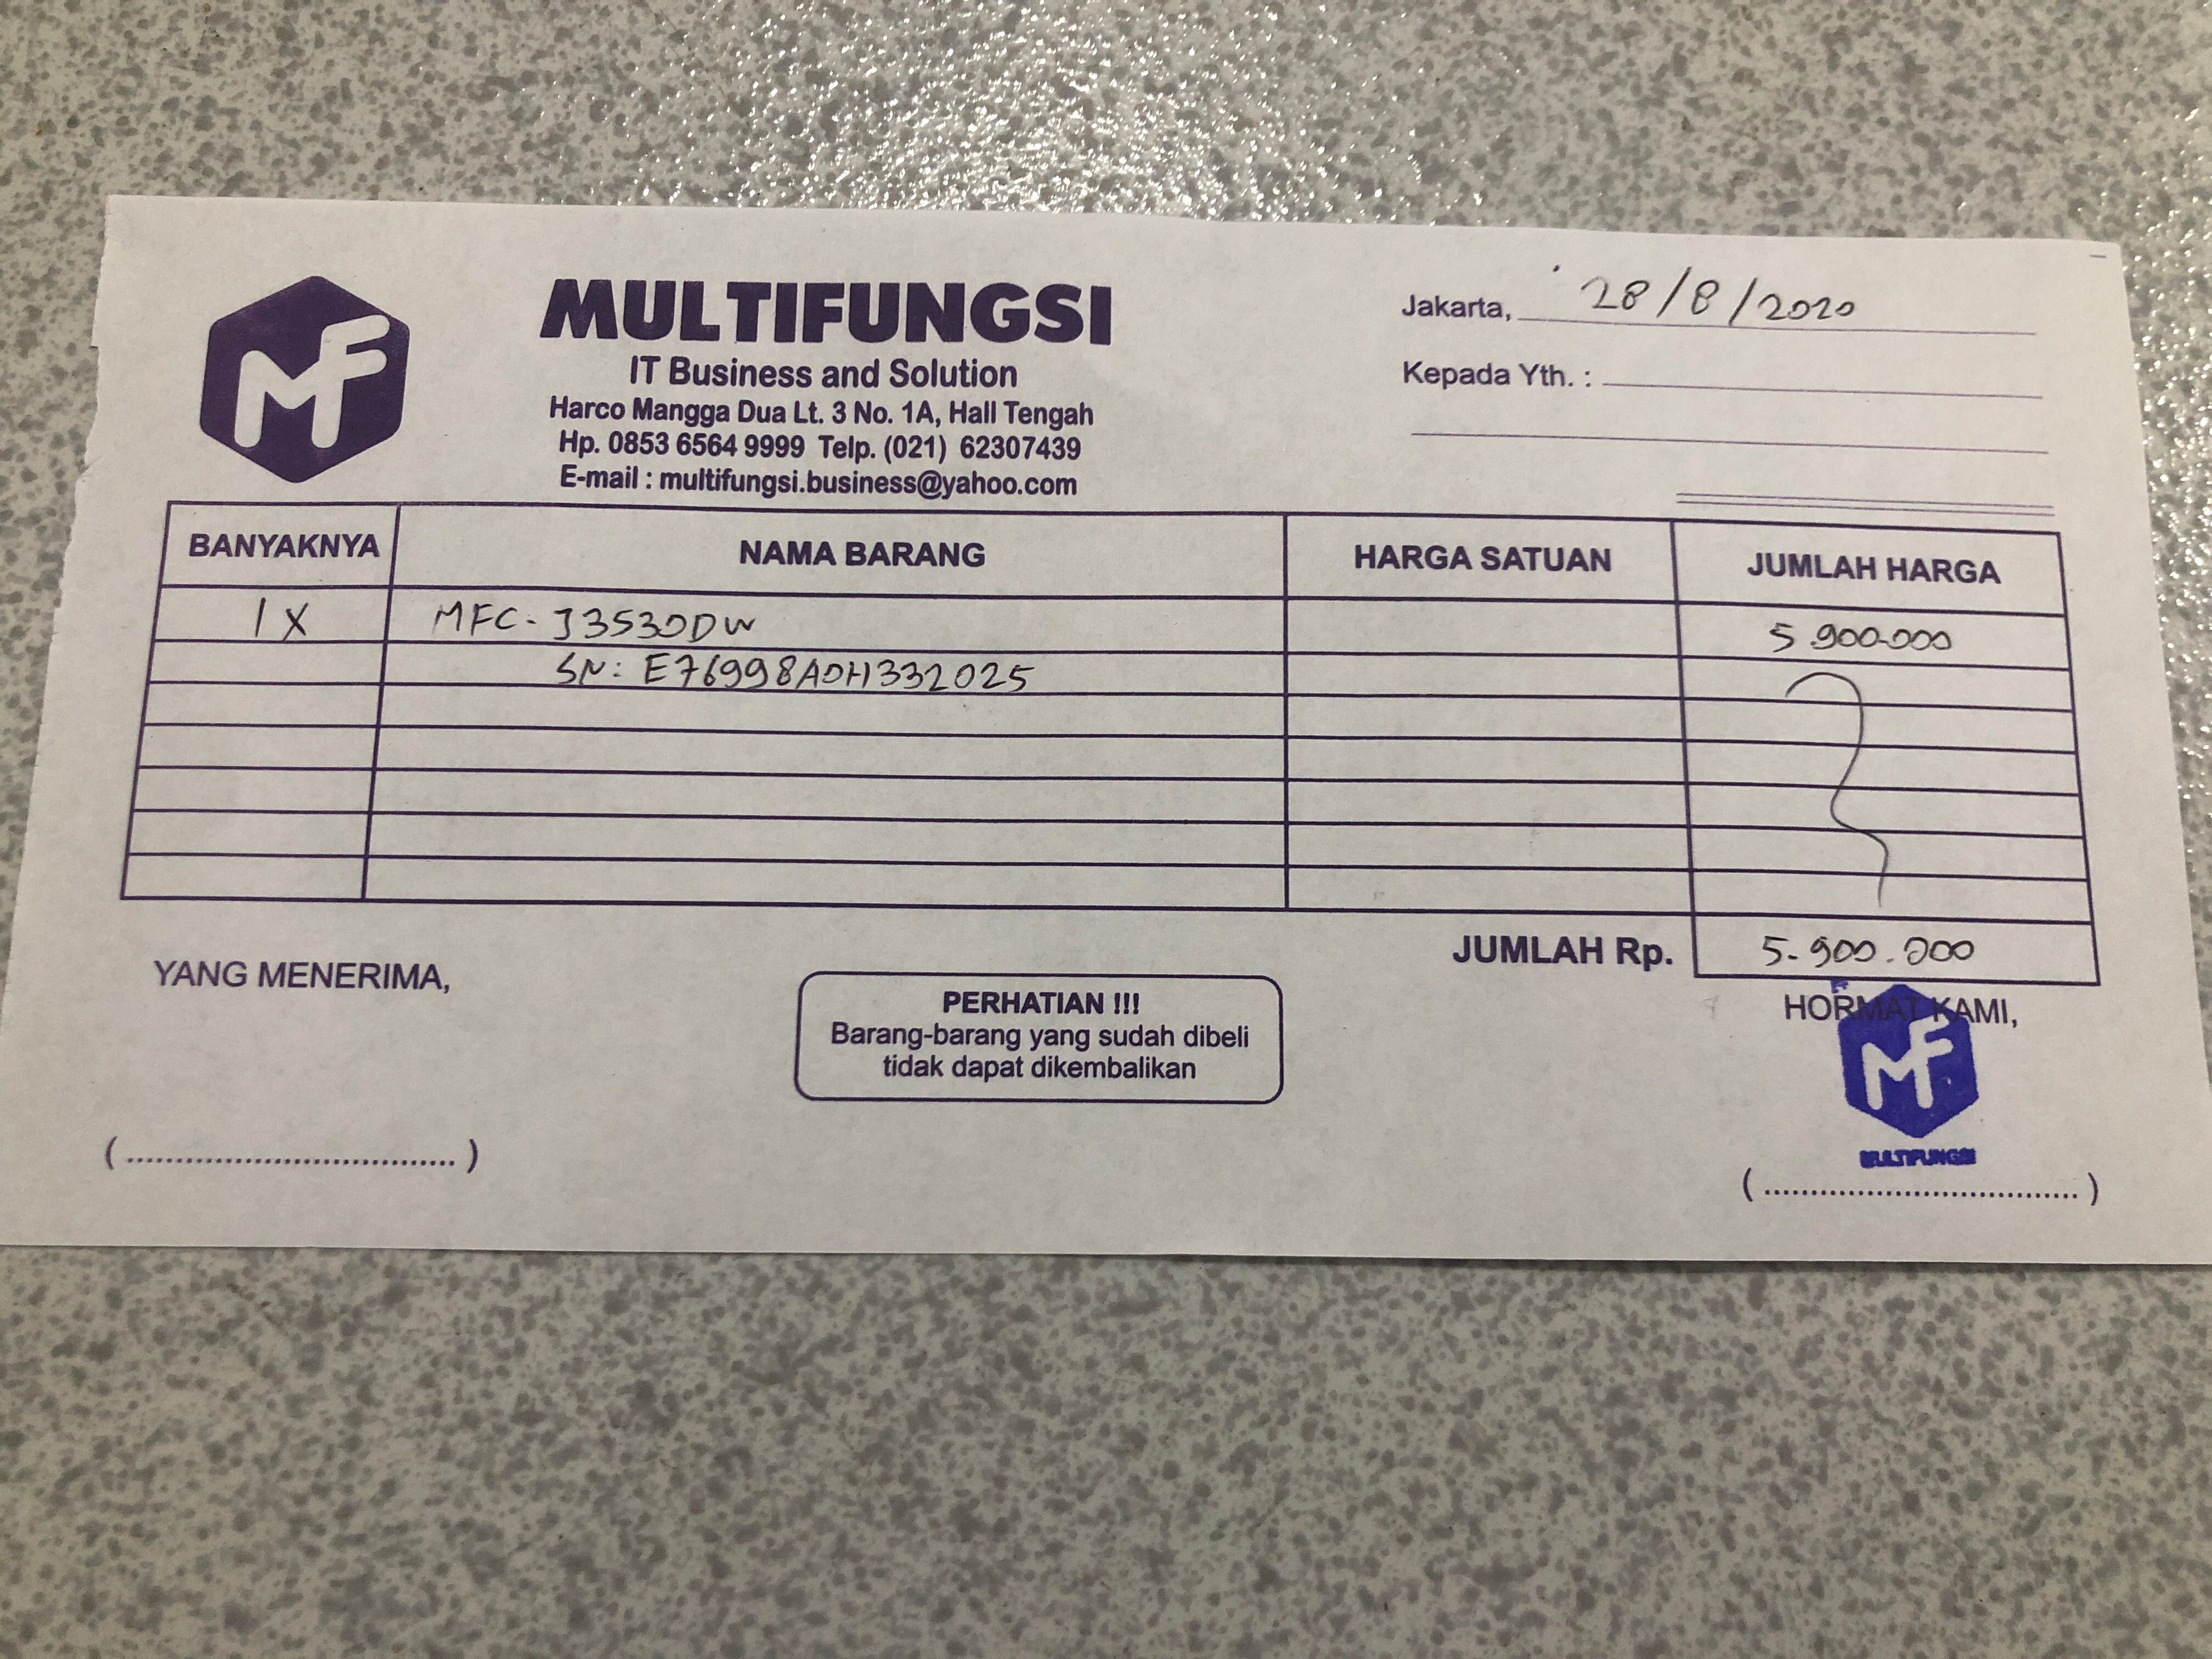 MF
MULTIFUNGSI
IT Business and Solution
Harco Mangga Dua Lt. 3 No. 1A, Hall Tengah
Hp. 0853 6564 9999 Telp. (021) 62307439
E-mail : multifungsi.business@yahoo.com
Jakarta, 28/8/2020
Kepada Yth. :
BANYAKNYA NAMA BARANG HARGA SATUAN JUMLAH HARGA
1 X MFC-J3530DW 5.900.000
SN: E76998A0H332025
JUMLAH Rp. 5.900.000
YANG MENERIMA,
PERHATIAN !!!
Barang-barang yang sudah dibeli
tidak dapat dikembalikan
HORMAT KAMI,
MF
MULTIFUNGSI
(..................................)
(..................................)